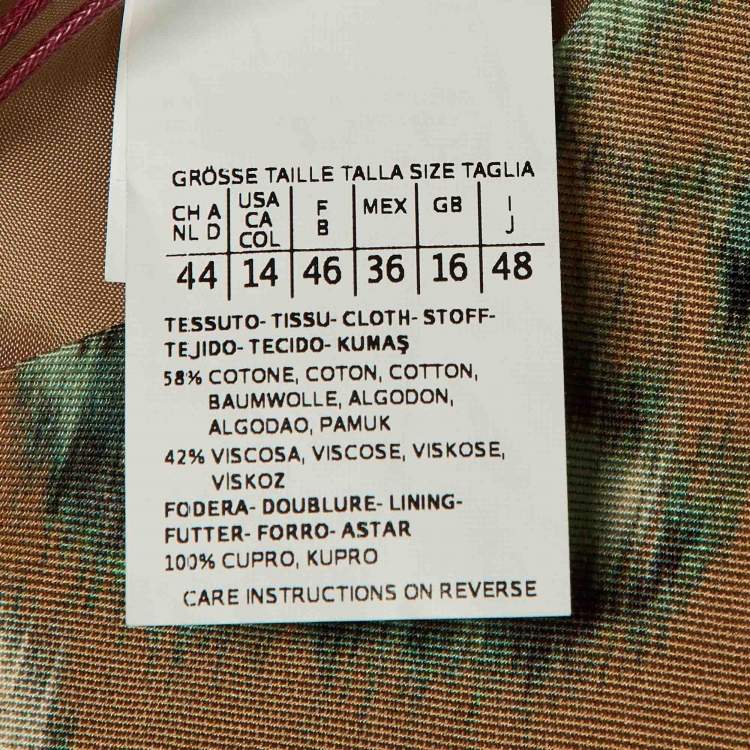 GRÖSSE TAILLE TALLA SIZE TAGLIA
CH A USA F MEX GB I
NL D CA B J
COL
44 14 46 36 16 48
TESSUTO- TISSU- CLOTH- STOFF-
TEJIDO- TECIDO- KUMAŞ
58% COTONE, COTON, COTTON,
BAUMWOLLE, ALGODON,
ALGODAO, PAMUK
42% VISCOSA, VISCOSE, VISKOSE,
VISKOZ
FODERA- DOUBLURE- LINING-
FUTTER- FORRO- ASTAR
100% CUPRO, KUPRO
CARE INSTRUCTIONS ON REVERSE